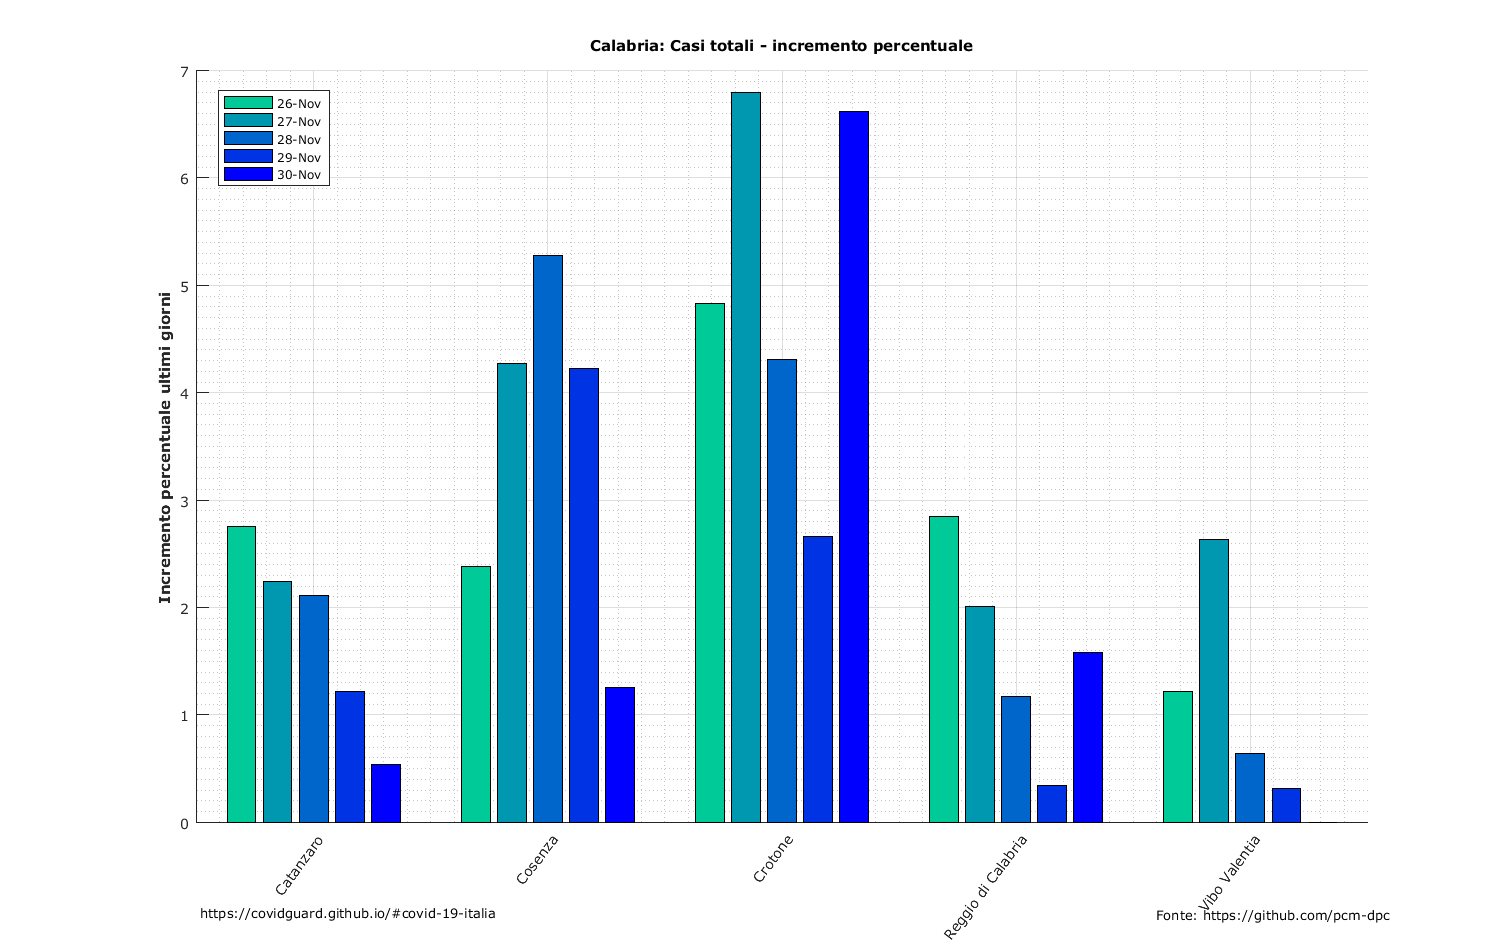 Calabria: Casi totali - incremento percentuale
7
6
5
4
3
2
1
0
Incremento percentuale ultimi giorni
26-Nov
27-Nov
28-Nov
29-Nov
30-Nov
Catanzaro
Cosenza
Crotone
Reggio di Calabria
Vibo Valentia
https://covidguard.github.io/#covid-19-italia
Fonte: https://github.com/pcm-dpc